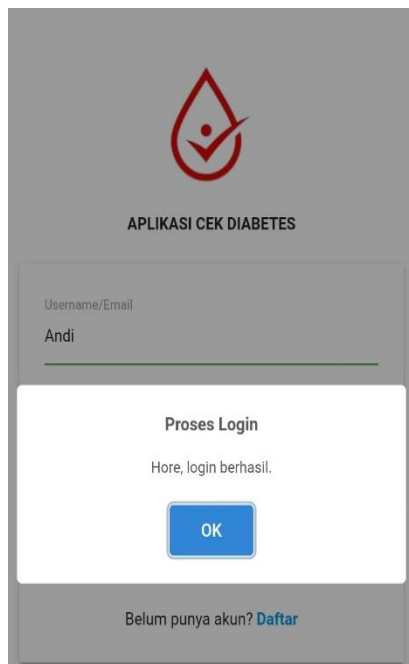 APLIKASI CEK DIABETES
Username/Email
Andi
Proses Login
Hore, login berhasil.
OK
Belum punya akun? Daftar